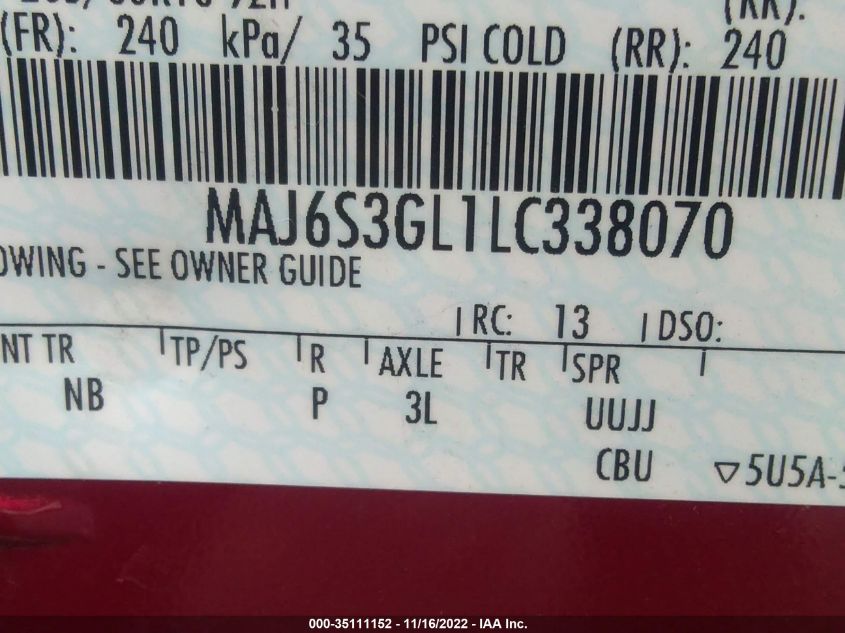 (RR):
(FR): 240 kPa/ 35 PSI COLD (RR): 240
MAJ6S3GL1LC338070
OWING - SEE OWNER GUIDE
RC: 13 DSO:
NT TR TP/PS R AXLE TR SPR
NB P 3L UUJJ
CBU ▽5U5A-
000-35111152 - 11/16/2022 - IAA Inc.